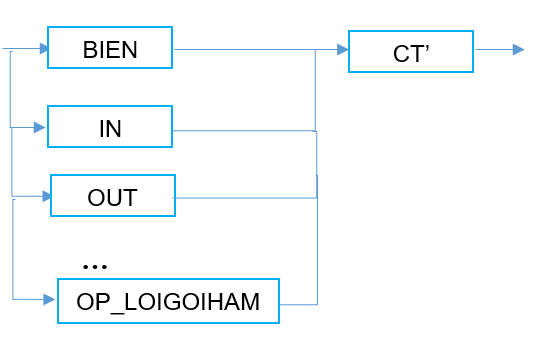 BIEN
CT’
IN
OUT
...
OP_LOIGOIHAM